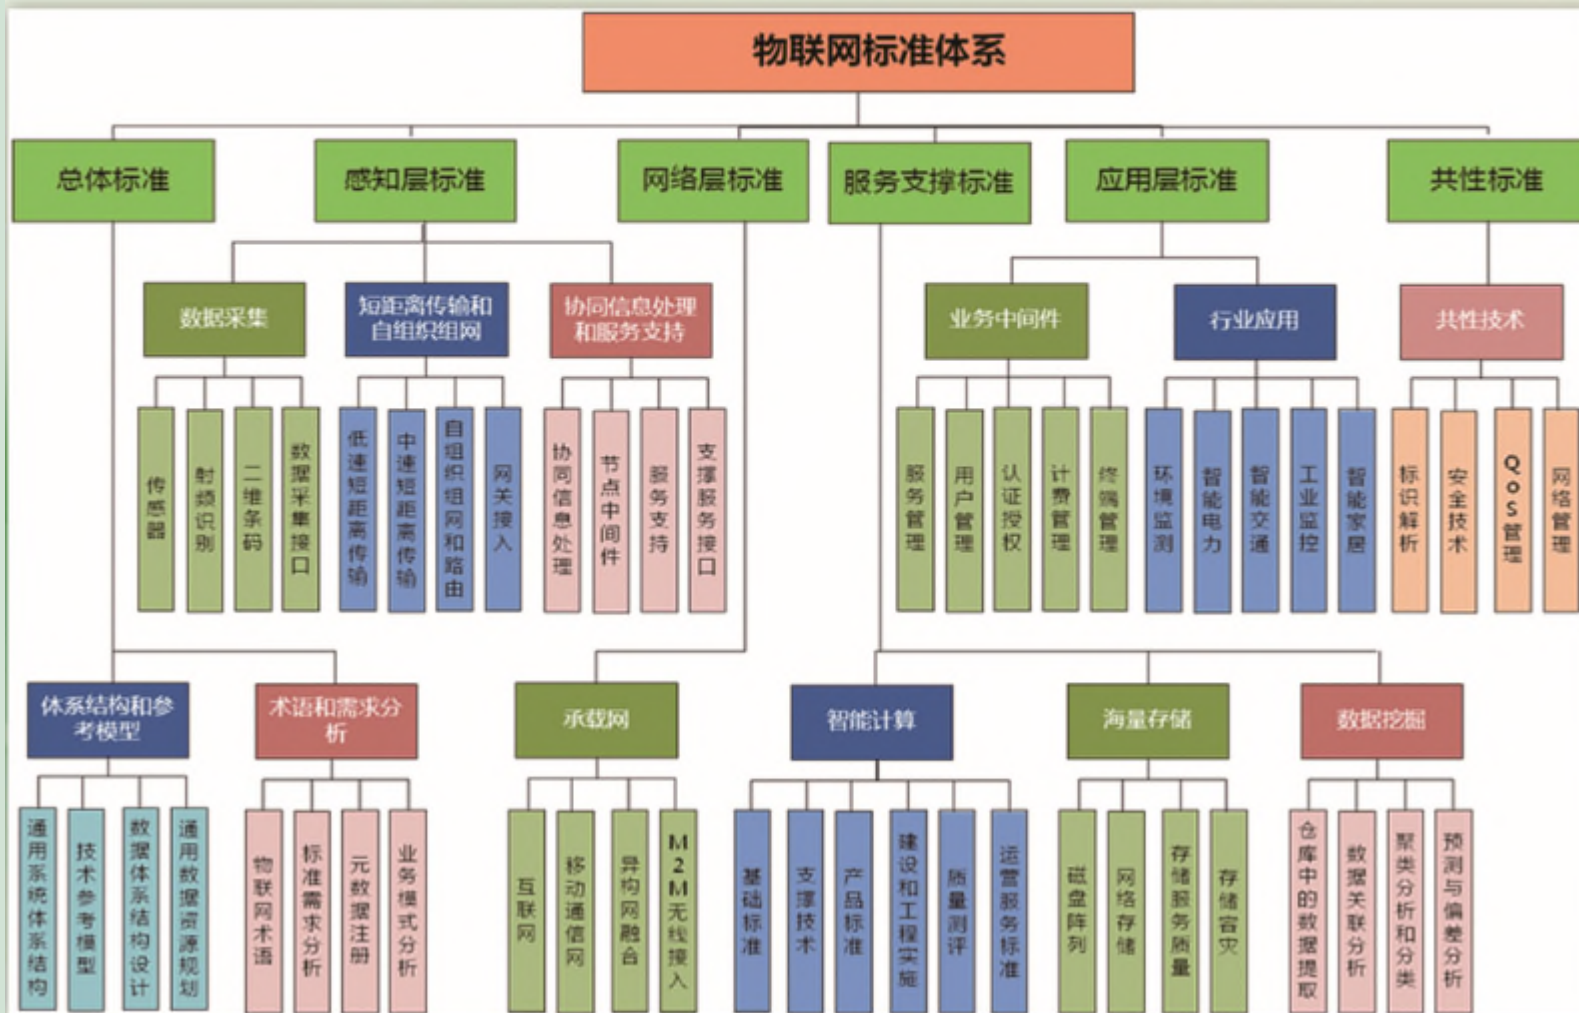 物联网标准体系
总体标准
感知层标准
网络层标准
服务支撑标准
应用层标准
共性标准
数据采集
短距离传输和
自组织组网
协同信息处理
和服务支持
业务中间件
行业应用
共性技术
传感器
射频识别
二维条码
数据采集接口
低速短距离传输
中速短距离传输
自组织组网和路由
网关接入
协同信息处理
节点中间件
服务支持
支撑服务接口
服务管理
用户管理
认证授权
计费管理
终端管理
环境监测
智能电力
智能交通
工业监控
智能家居
标识解析
安全技术
QoS管理
网络管理
体系结构和参
考模型
术语和需求分
析
承载网
智能计算
海量存储
数据挖掘
通用系统体系结构
技术参考模型
数据体系结构设计
通用数据资源规划
物联网术语
标准需求分析
元数据注册
业务模式分析
互联网
移动通信网
异构网融合
M2M无线接入
基础标准
支撑技术
产品标准
建设和工程实施
质量测评
运营服务标准
磁盘阵列
网络存储
存储服务质量
存储容灾
仓库中的数据提取
数据关联分析
聚类分析和分类
预测与偏差分析